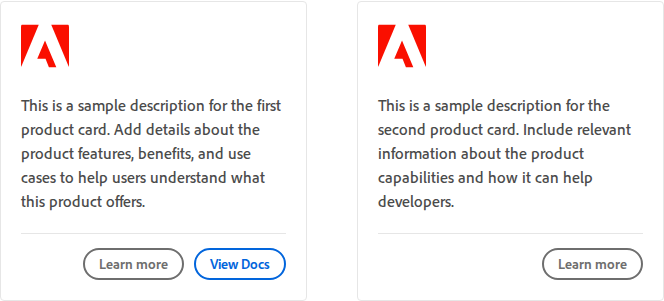 This is a sample description for the first
product card. Add details about the
product features, benefits, and use
cases to help users understand what
this product offers.
Learn more
View Docs
This is a sample description for the
second product card. Include relevant
information about the product
capabilities and how it can help
developers.
Learn more